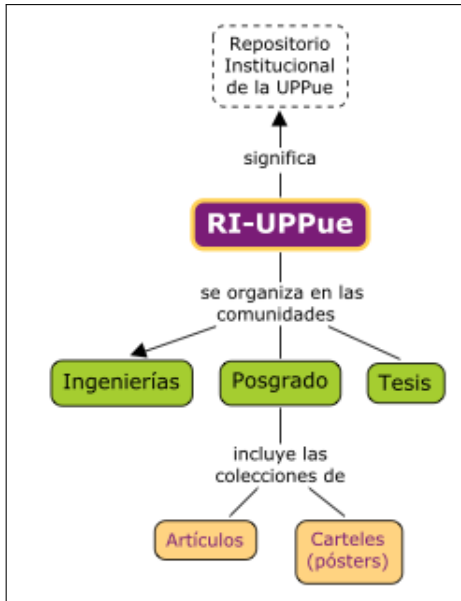 Repositorio
Institucional
de la UPPue
significa
RI-UPPue
se organiza en las
comunidades
Ingenierías
Posgrado
Tesis
incluye las
colecciones de
Artículos
Carteles
(pósters)